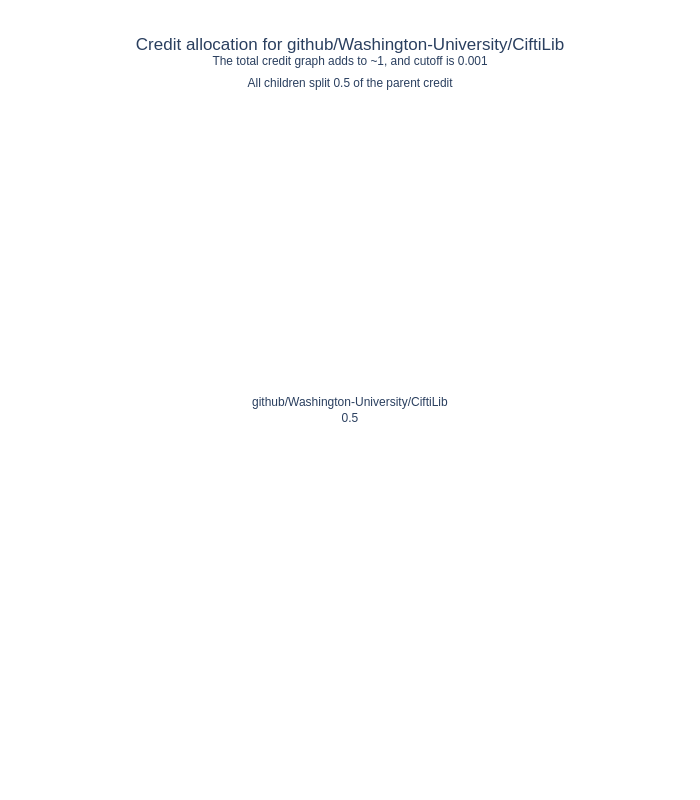 Credit allocation for github/Washington-University/CiftiLib
The total credit graph adds to ~1, and cutoff is 0.001
All children split 0.5 of the parent credit
github/Washington-University/CiftiLib
0.5